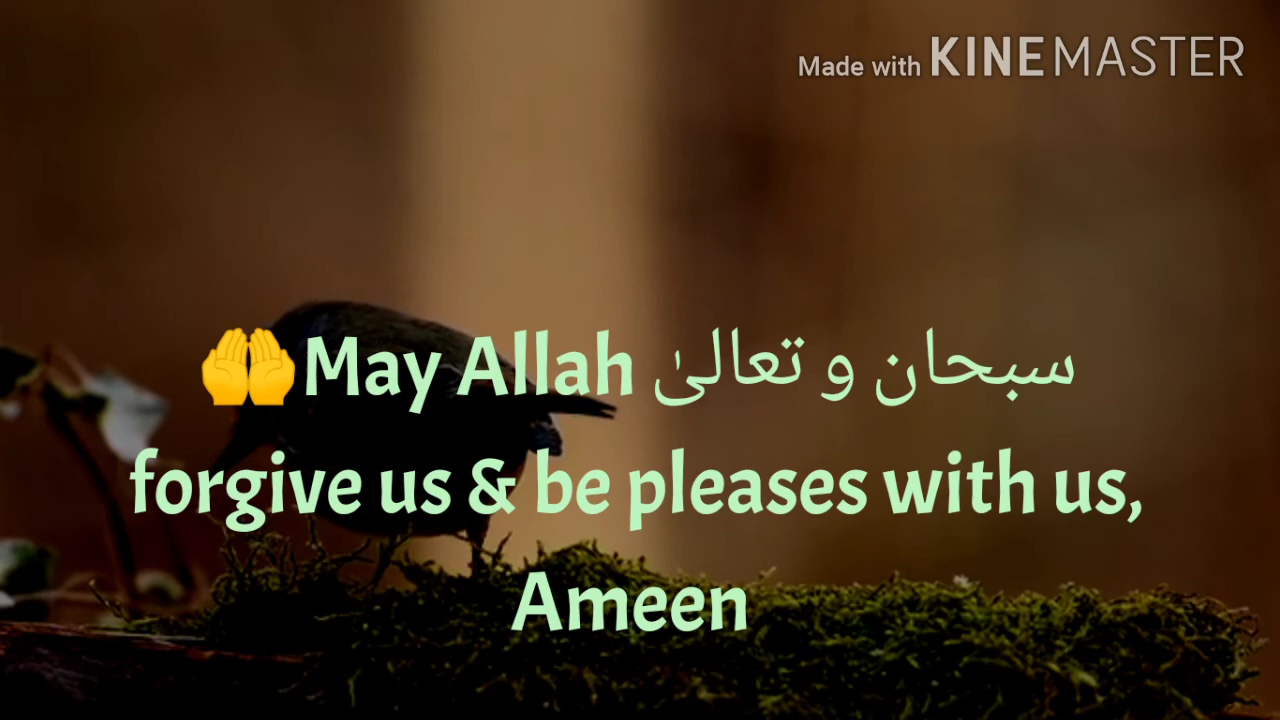 Made with KINEMASTER
🤲May Allah سبحان و تعالیٰ
forgive us & be pleases with us,
Ameen